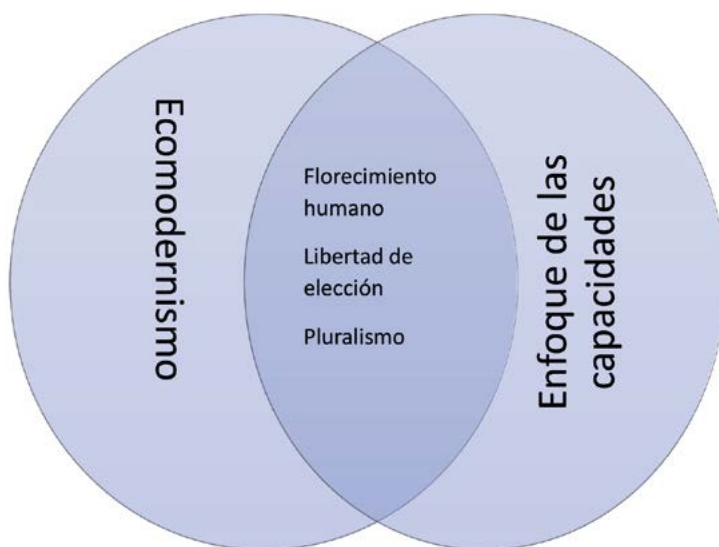 Ecomodernismo
Florecimiento
humano
Libertad de
elección
Pluralismo
Enfoque de las
capacidades